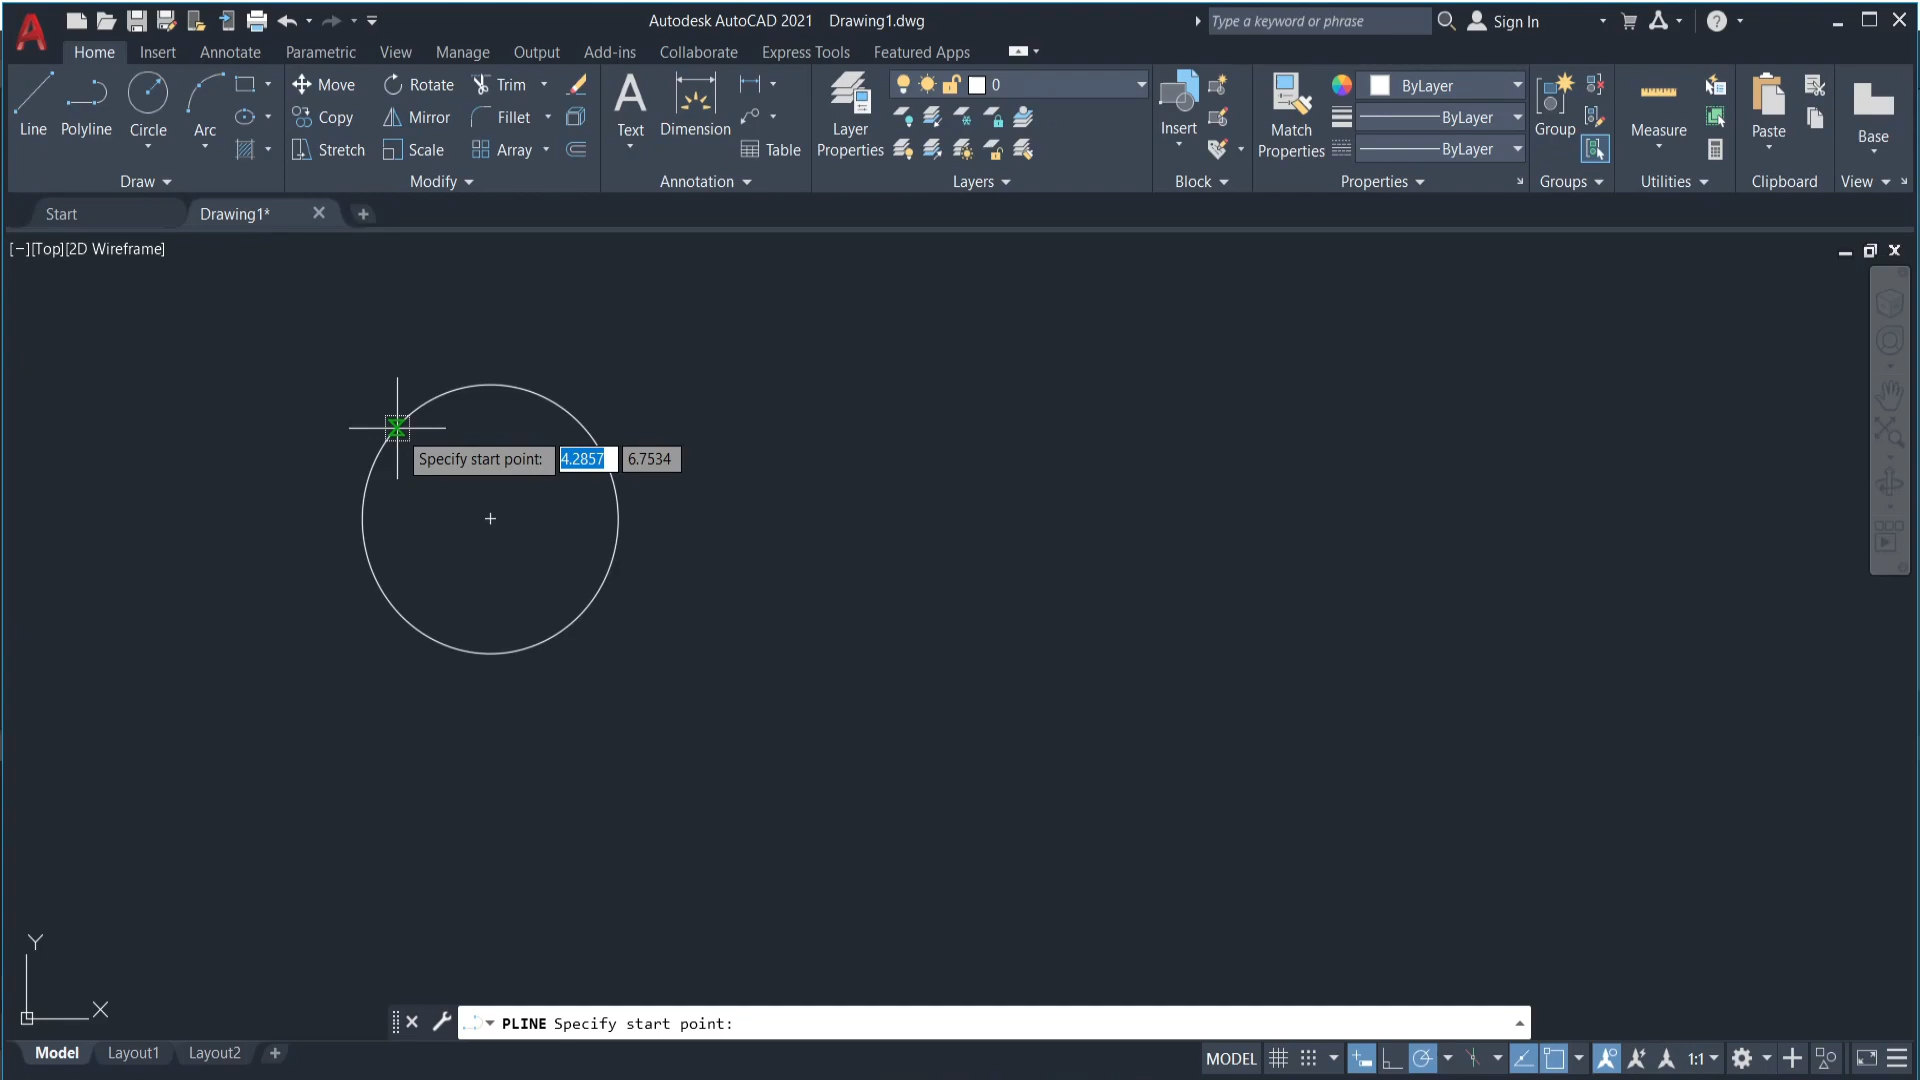 Autodesk AutoCAD 2021 Drawing1.dwg
Type a keyword or phrase
Sign In
Home Insert Annotate Parametric View Manage Output Add-ins Collaborate Express Tools Featured Apps
Line Polyline Circle Arc
Move Rotate Trim
Copy Mirror Fillet
Stretch Scale Array
Text Dimension
Table
Layer
Properties
0
Insert
Match
Properties
ByLayer
ByLayer
ByLayer
Group
Measure
Paste
Base
Draw Modify Annotation Layers Block Properties Groups Utilities Clipboard View
Start Drawing1*
[−][Top][2D Wireframe]
Specify start point: 4.2857 6.7534
Y
X
PLINE Specify start point:
Model Layout1 Layout2
MODEL 1:1